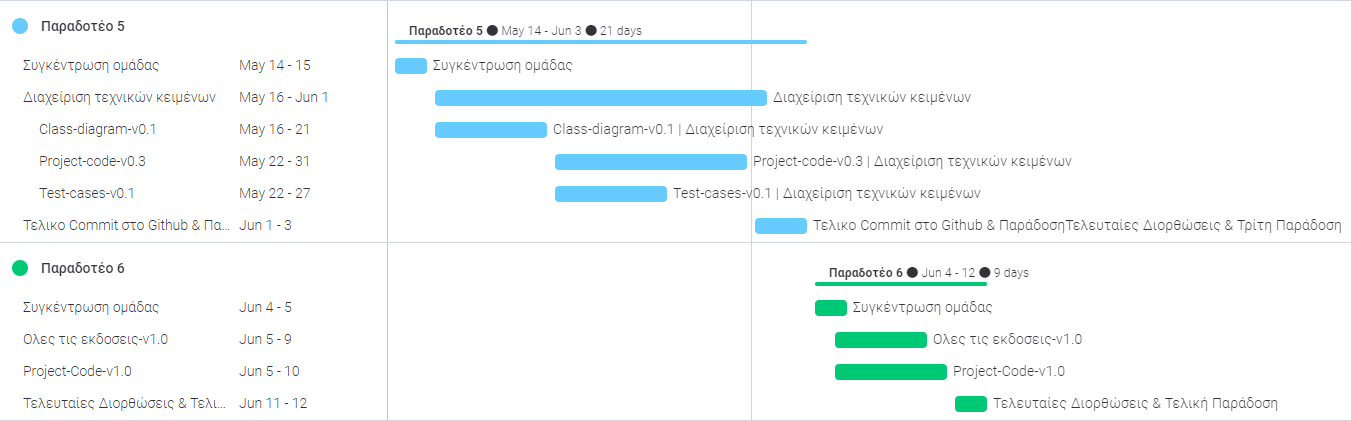 Παραδοτέο 5
Παραδοτέο 5 ● May 14 - Jun 3 ● 21 days
Συγκέντρωση ομάδας May 14 - 15 Συγκέντρωση ομάδας
Διαχείριση τεχνικών κειμένων May 16 - Jun 1 Διαχείριση τεχνικών κειμένων
Class-diagram-v0.1 May 16 - 21 Class-diagram-v0.1 | Διαχείριση τεχνικών κειμένων
Project-code-v0.3 May 22 - 31 Project-code-v0.3 | Διαχείριση τεχνικών κειμένων
Test-cases-v0.1 May 22 - 27 Test-cases-v0.1 | Διαχείριση τεχνικών κειμένων
Τελικο Commit στο Github & Πα... Jun 1 - 3 Τελικο Commit στο Github & ΠαράδοσηΤελευταίες Διορθώσεις & Τρίτη Παράδοση
Παραδοτέο 6
Παραδοτέο 6 ● Jun 4 - 12 ● 9 days
Συγκέντρωση ομάδας Jun 4 - 5 Συγκέντρωση ομάδας
Ολες τις εκδοσεις-v1.0 Jun 5 - 9 Ολες τις εκδοσεις-v1.0
Project-Code-v1.0 Jun 5 - 10 Project-Code-v1.0
Τελευταίες Διορθώσεις & Τελι... Jun 11 - 12 Τελευταίες Διορθώσεις & Τελική Παράδοση